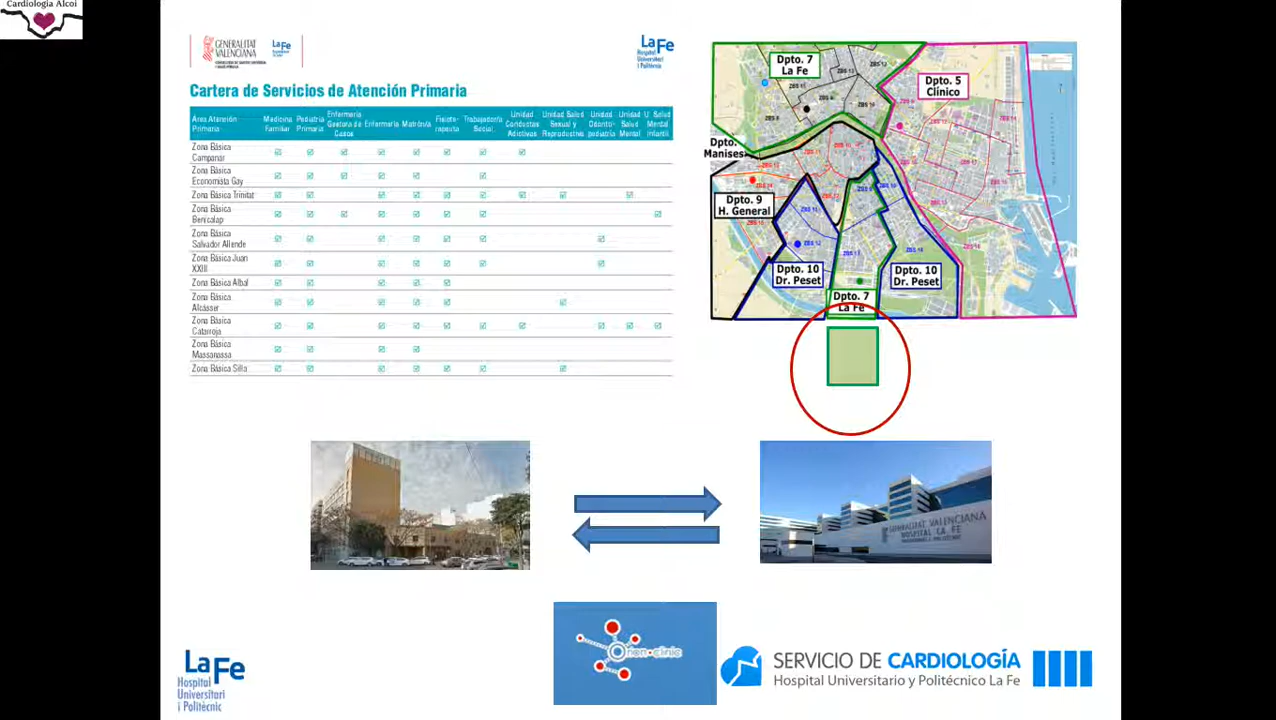 Cardiología Alcoi
GENERALITAT
VALENCIANA
La Fe
La Fe
Hospital
Universitari
i Politècnic
Cartera de Servicios de Atención Primaria
Área Atención Primaria
Medicina Familiar
Pediatría Primaria
Enfermería Gestora de Casos
Enfermería
Matrón/a
Fisioterapeuta
Trabajador/a Social
Unidad Conductas Adictivas
Unidad Salud Sexual y Reproductiva
Unidad Odontopediatría
Unidad Salud Mental
U. Salud Mental Infantil
Zona Básica Campanar
Zona Básica Economista Gay
Zona Básica Trinitat
Zona Básica Benicalap
Zona Básica Salvador Allende
Zona Básica Juan XXIII
Zona Básica Albal
Zona Básica Alcàsser
Zona Básica Catarroja
Zona Básica Massanassa
Zona Básica Silla
Dpto. 7
La Fe
Dpto. 5
Clínico
Dpto.
Manises
Dpto. 9
H. General
Dpto. 10
Dr. Peset
Dpto. 10
Dr. Peset
Dpto. 7
La Fe
GENERALITAT VALENCIANA
HOSPITAL LA FE
La Fe
Hospital
Universitari
i Politècnic
SERVICIO DE CARDIOLOGÍA
Hospital Universitario y Politécnico La Fe